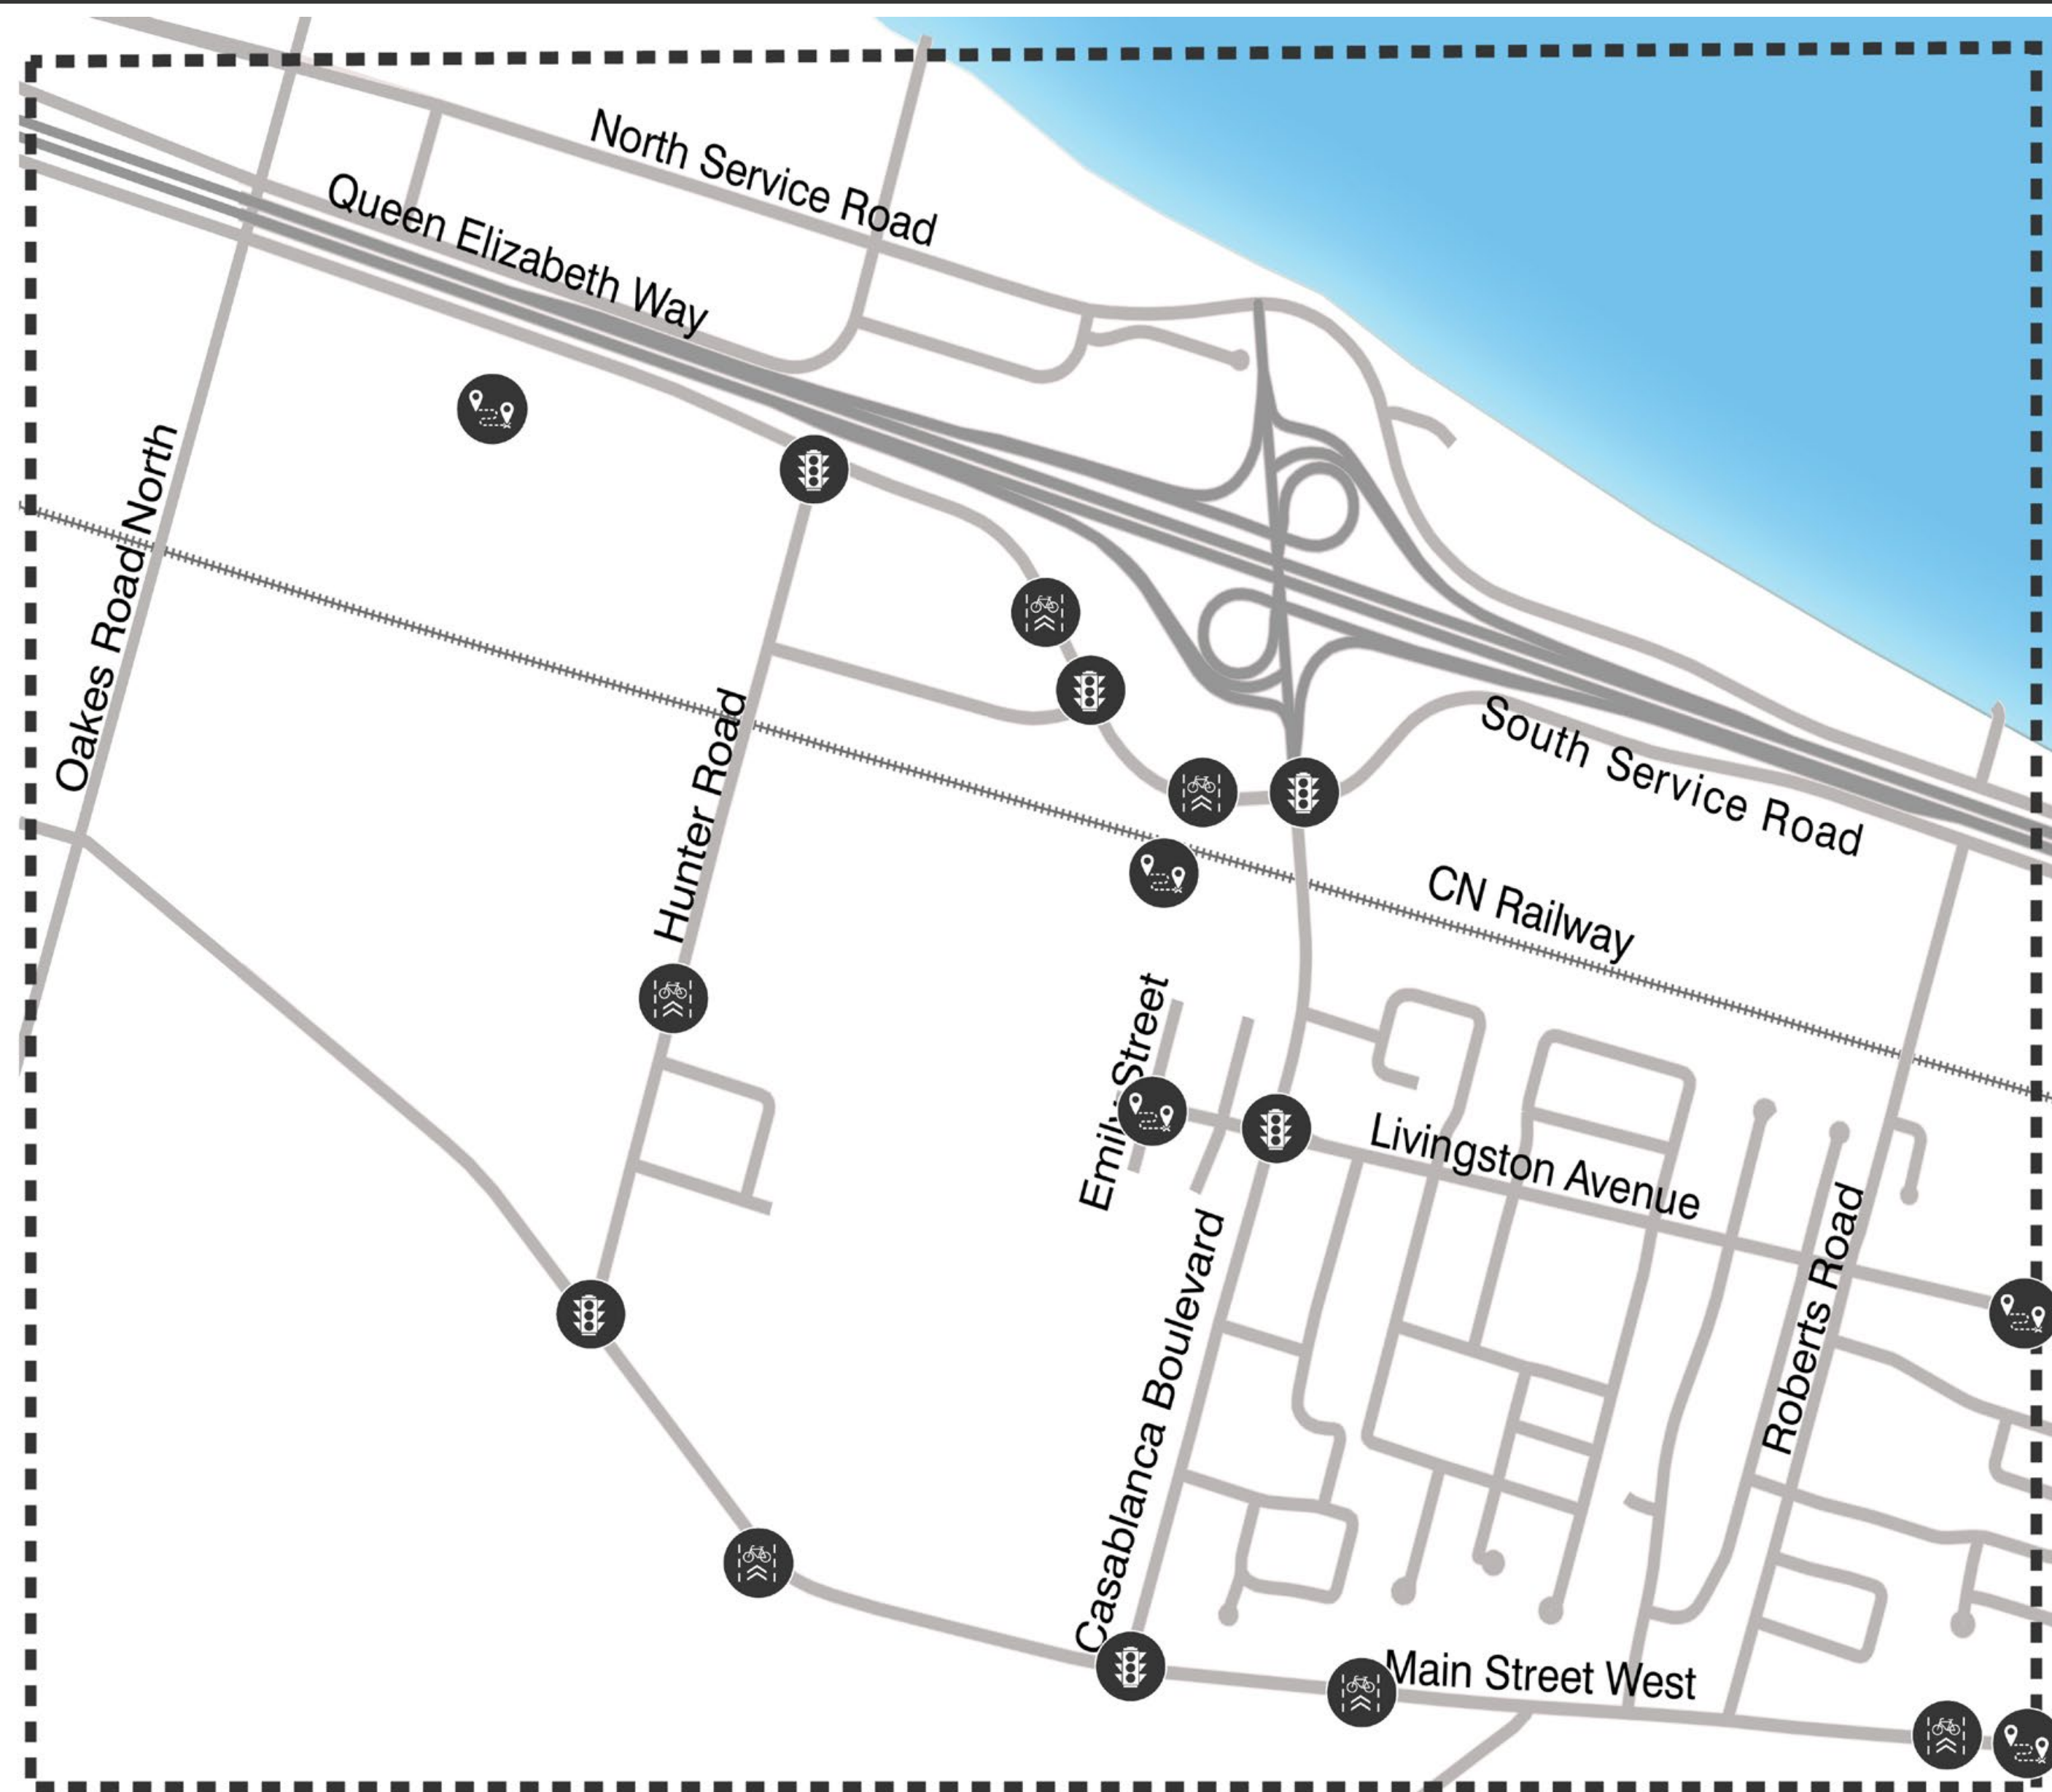 North Service Road
Queen Elizabeth Way
Oakes Road North
Hunter Road
South Service Road
CN Railway
Emily Street
Livingston Avenue
Roberts Road
Casablanca Boulevard
Main Street West